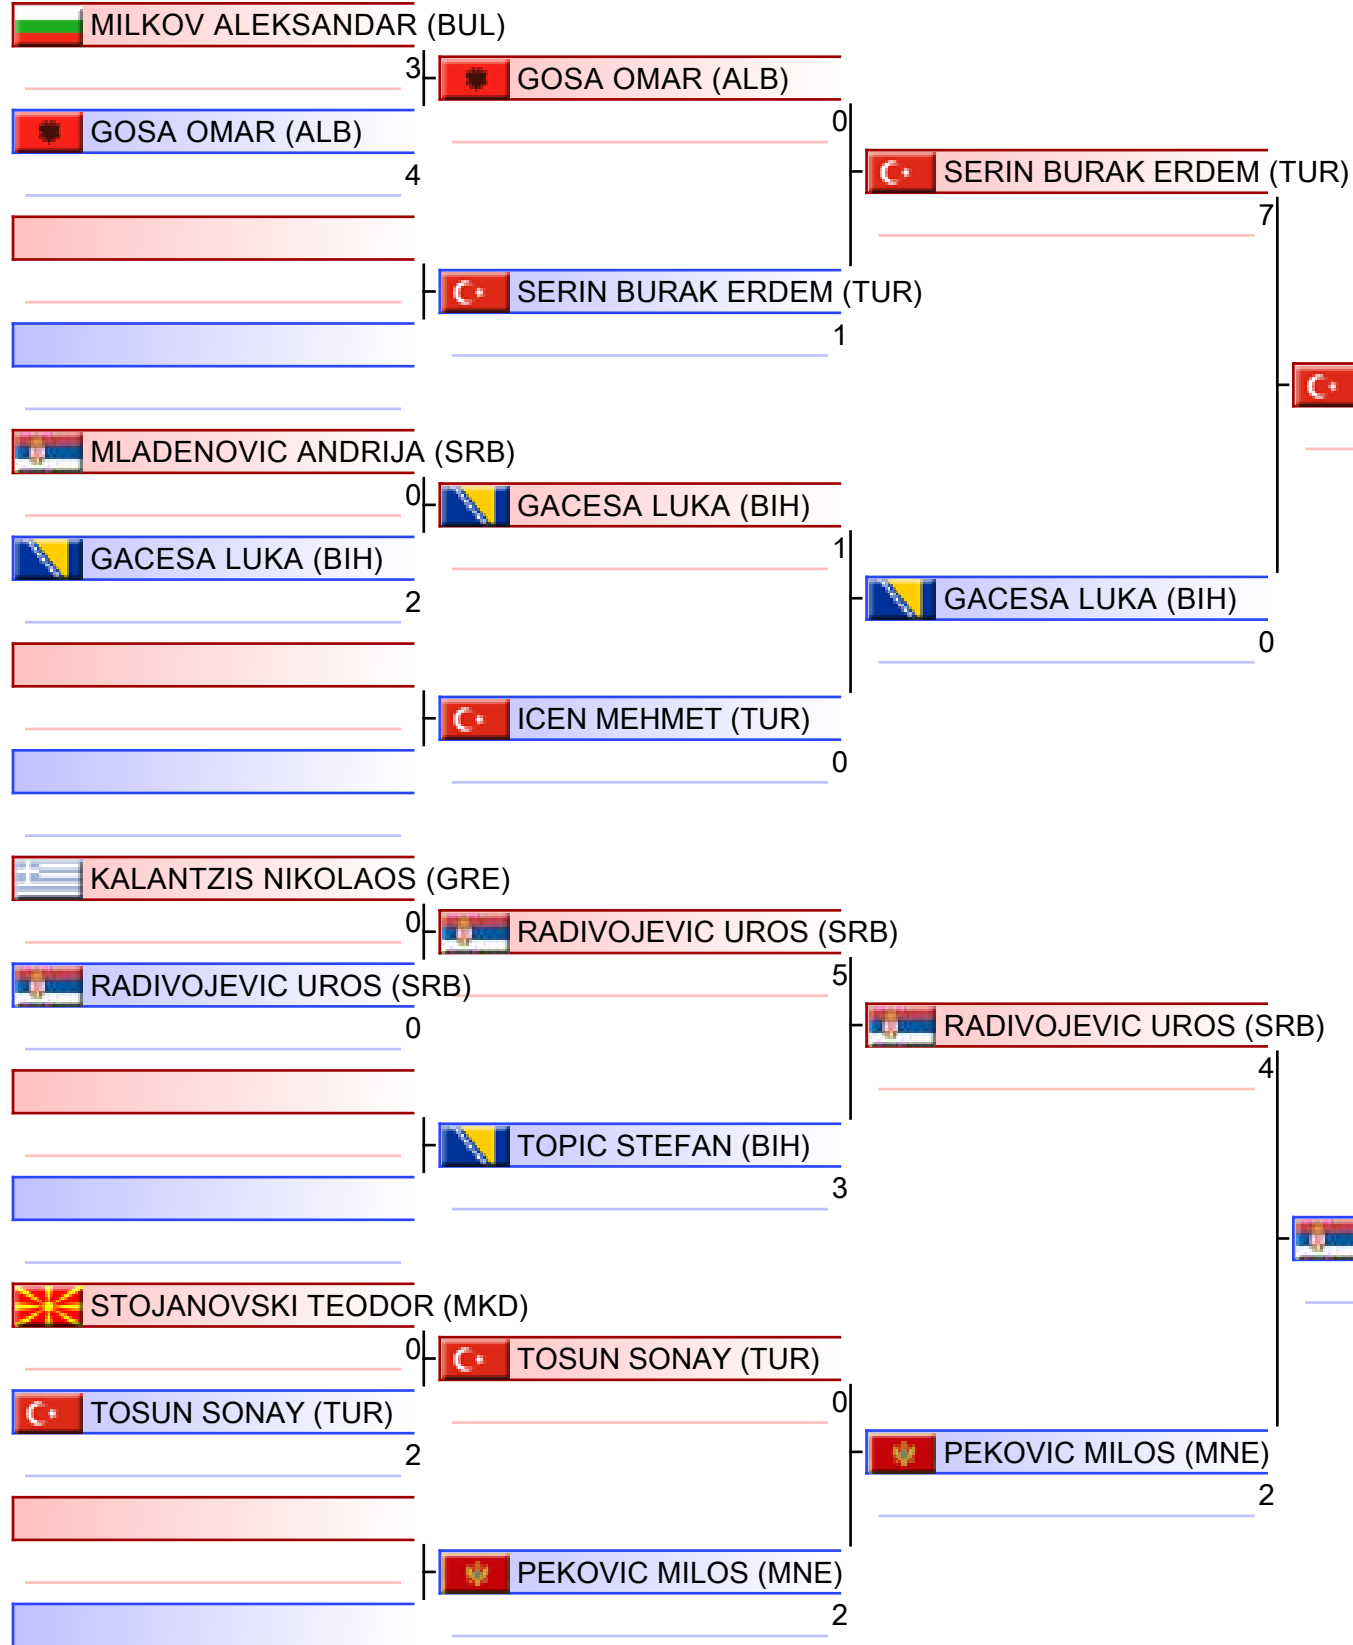 MILKOV ALEKSANDAR (BUL)
3
GOSA OMAR (ALB)
0
GOSA OMAR (ALB)
4
SERIN BURAK ERDEM (TUR)
7
SERIN BURAK ERDEM (TUR)
1
MLADENOVIC ANDRIJA (SRB)
0
GACESA LUKA (BIH)
1
GACESA LUKA (BIH)
2
GACESA LUKA (BIH)
0
ICEN MEHMET (TUR)
0
KALANTZIS NIKOLAOS (GRE)
0
RADIVOJEVIC UROS (SRB)
5
RADIVOJEVIC UROS (SRB)
0
RADIVOJEVIC UROS (SRB)
4
TOPIC STEFAN (BIH)
3
STOJANOVSKI TEODOR (MKD)
0
TOSUN SONAY (TUR)
0
TOSUN SONAY (TUR)
2
PEKOVIC MILOS (MNE)
2
PEKOVIC MILOS (MNE)
2